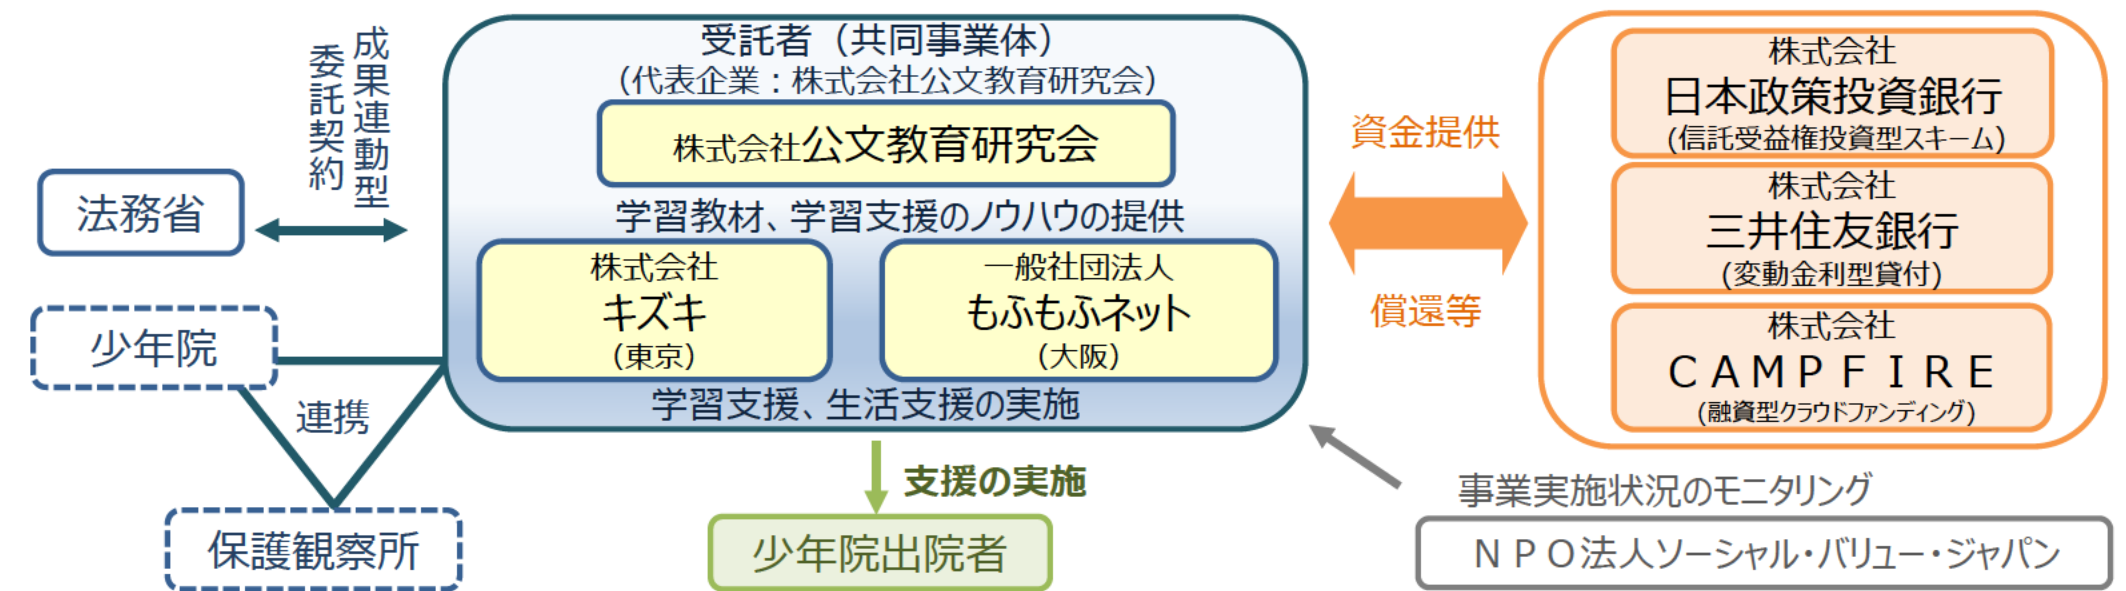 成果連動型
委託契約
法務省
少年院
連携
保護観察所
受託者（共同事業体）
（代表企業：株式会社公文教育研究会）
株式会社公文教育研究会
学習教材、学習支援のノウハウの提供
株式会社
キズキ
（東京）
一般社団法人
もふもふネット
（大阪）
学習支援、生活支援の実施
支援の実施
少年院出院者
資金提供
償還等
株式会社
日本政策投資銀行
(信託受益権投資型スキーム)
株式会社
三井住友銀行
(変動金利型貸付)
株式会社
ＣＡＭＰＦＩＲＥ
(融資型クラウドファンディング)
事業実施状況のモニタリング
ＮＰＯ法人ソーシャル・バリュー・ジャパン